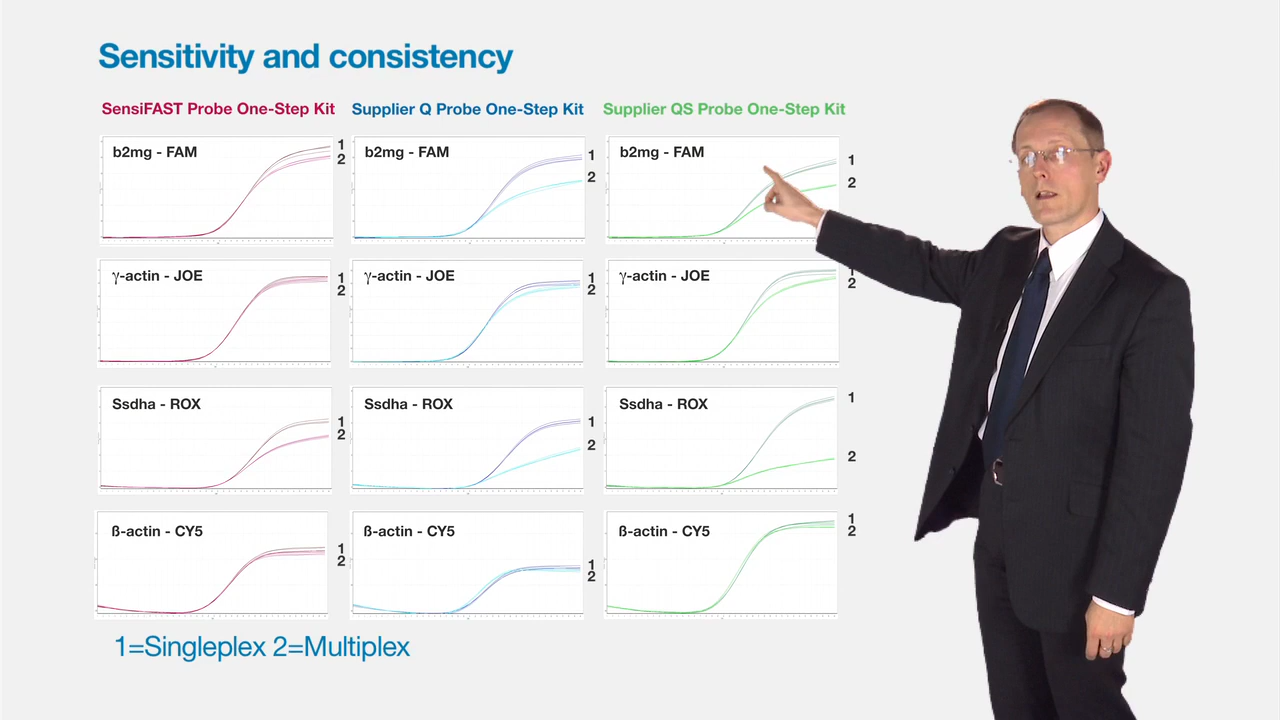 Sensitivity and consistency
SensiFAST Probe One-Step Kit Supplier Q Probe One-Step Kit Supplier QS Probe One-Step Kit
b2mg - FAM 1 2 b2mg - FAM 1 2 b2mg - FAM 1 2
γ-actin - JOE 1 2 γ-actin - JOE 1 2 γ-actin - JOE 1 2
Ssdha - ROX 1 2 Ssdha - ROX 1 2 Ssdha - ROX 1 2
ß-actin - CY5 1 2 ß-actin - CY5 1 2 ß-actin - CY5 1 2
1=Singleplex 2=Multiplex